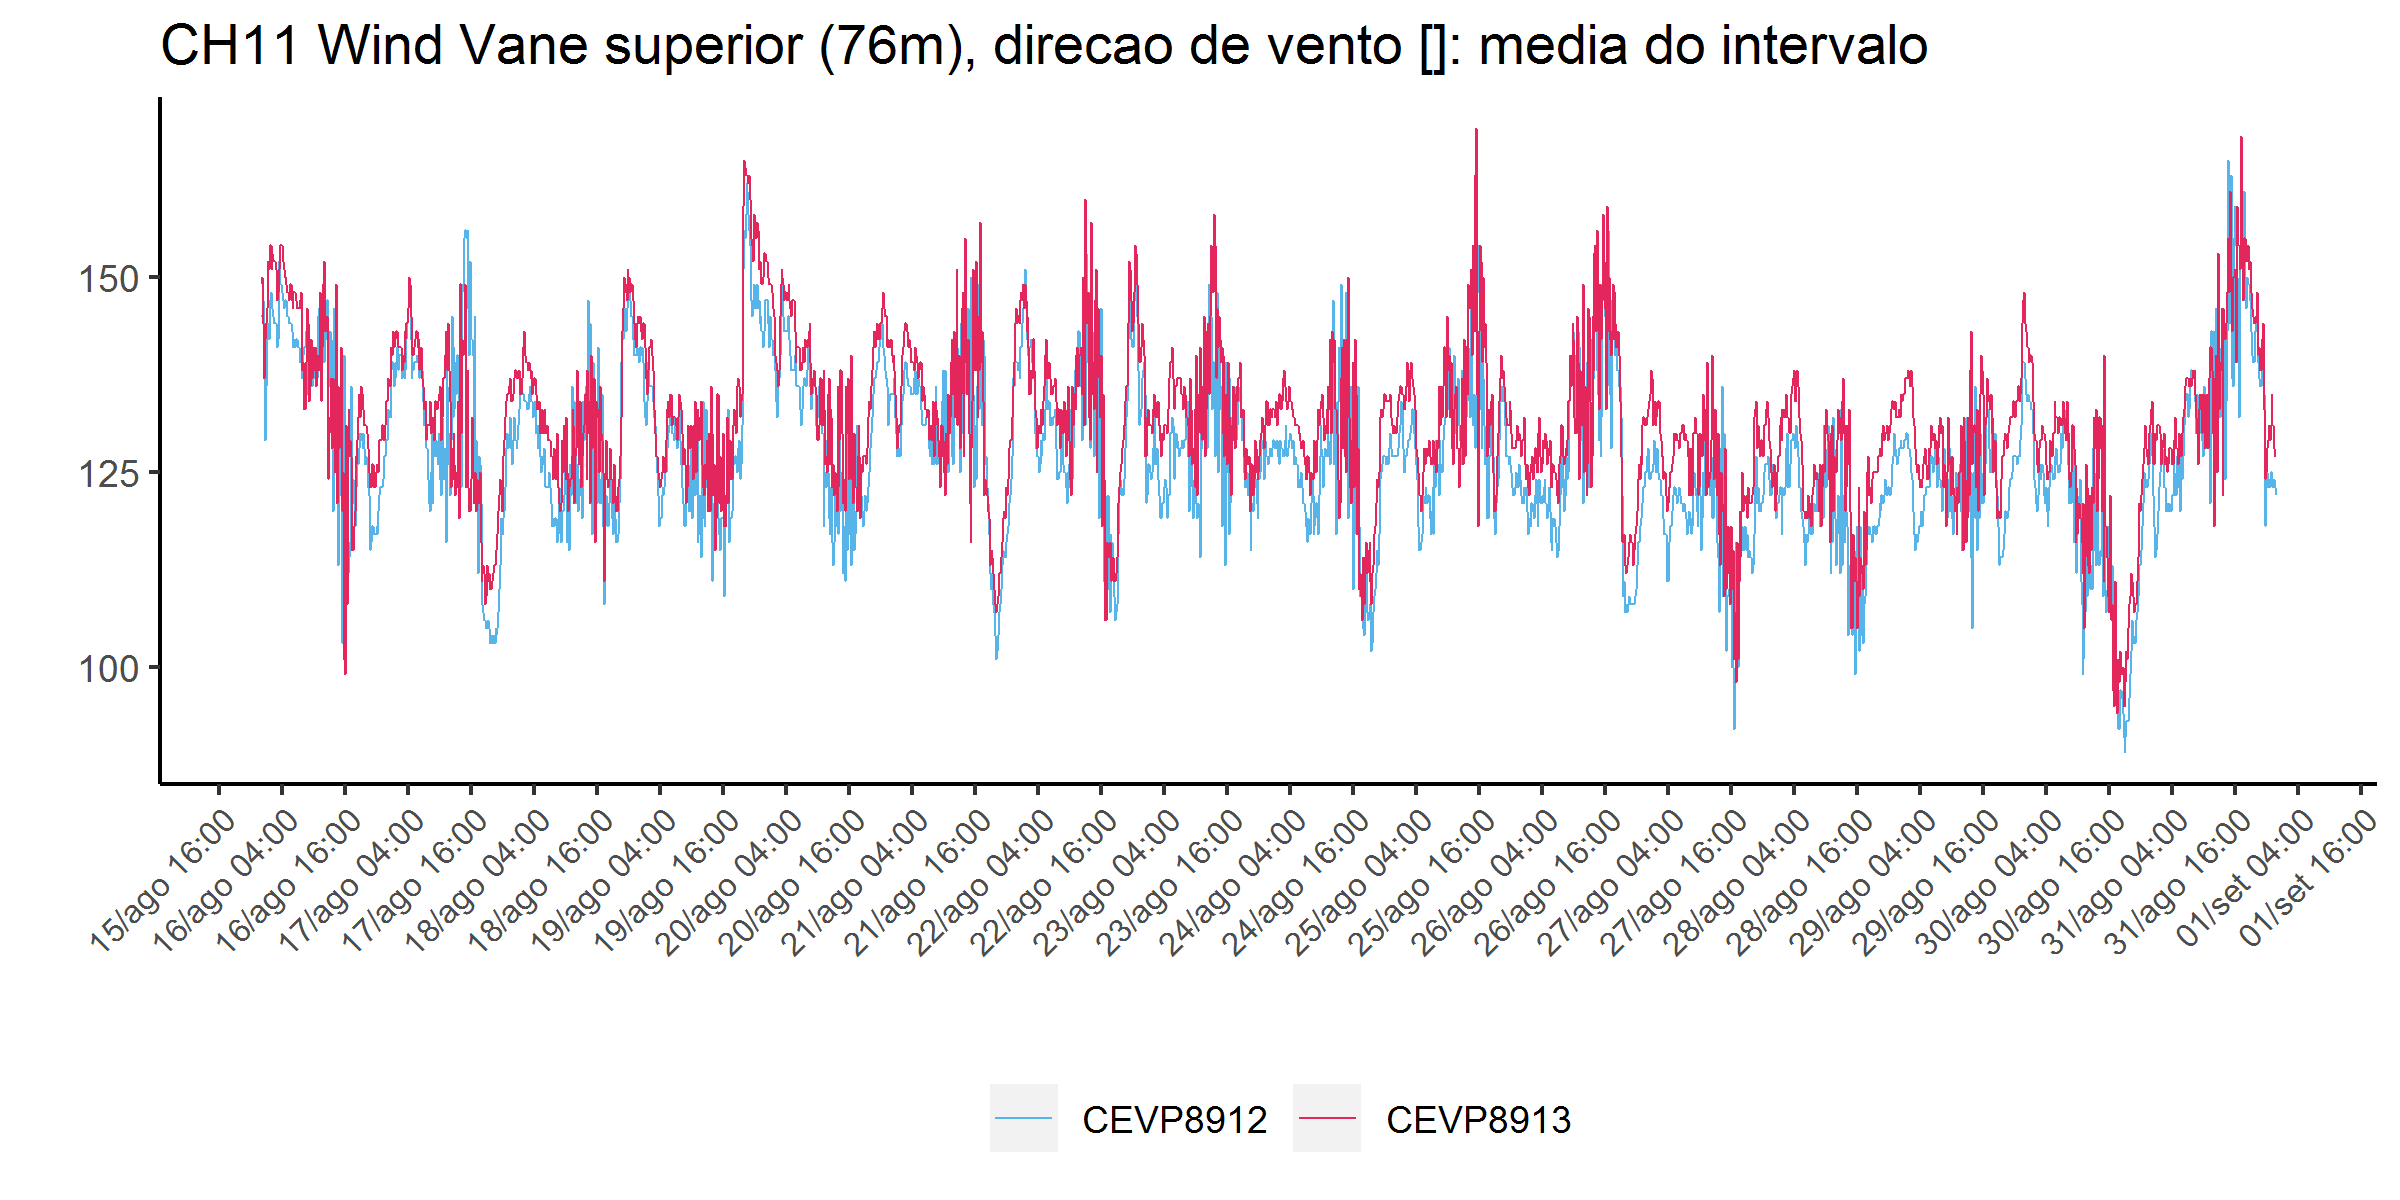 CH11 Wind Vane superior (76m), direcao de vento []: media do intervalo
150
125
100
15/ago 16:00
16/ago 04:00
16/ago 16:00
17/ago 04:00
17/ago 16:00
18/ago 04:00
18/ago 16:00
19/ago 04:00
19/ago 16:00
20/ago 04:00
20/ago 16:00
21/ago 04:00
21/ago 16:00
22/ago 04:00
22/ago 16:00
23/ago 04:00
23/ago 16:00
24/ago 04:00
24/ago 16:00
25/ago 04:00
25/ago 16:00
26/ago 04:00
26/ago 16:00
27/ago 04:00
27/ago 16:00
28/ago 04:00
28/ago 16:00
29/ago 04:00
29/ago 16:00
30/ago 04:00
30/ago 16:00
31/ago 04:00
31/ago 16:00
01/set 04:00
01/set 16:00
CEVP8912
CEVP8913